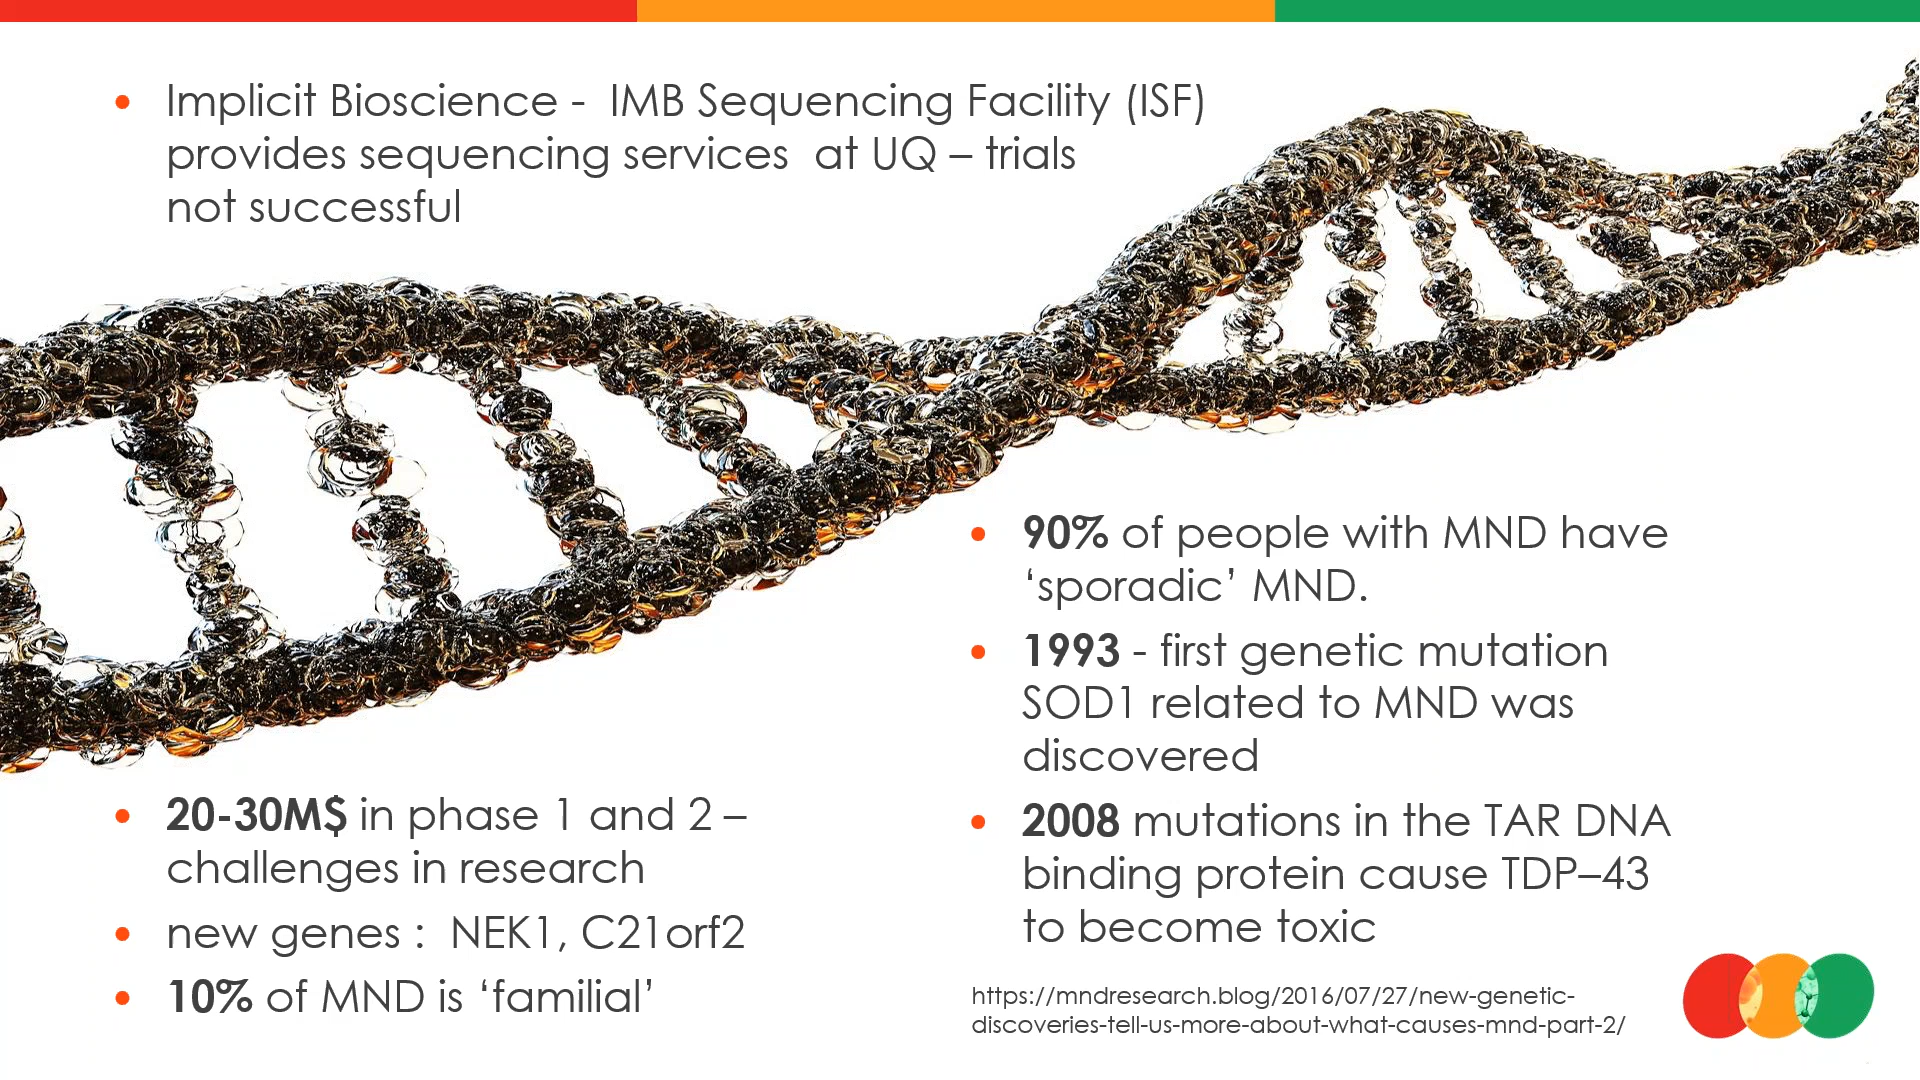 Implicit Bioscience - IMB Sequencing Facility (ISF)
provides sequencing services at UQ – trials
not successful
20-30M$ in phase 1 and 2 –
challenges in research
new genes : NEK1, C21orf2
10% of MND is ‘familial’
90% of people with MND have
‘sporadic’ MND.
1993 - first genetic mutation
SOD1 related to MND was
discovered
2008 mutations in the TAR DNA
binding protein cause TDP–43
to become toxic
https://mndresearch.blog/2016/07/27/new-genetic-
discoveries-tell-us-more-about-what-causes-mnd-part-2/